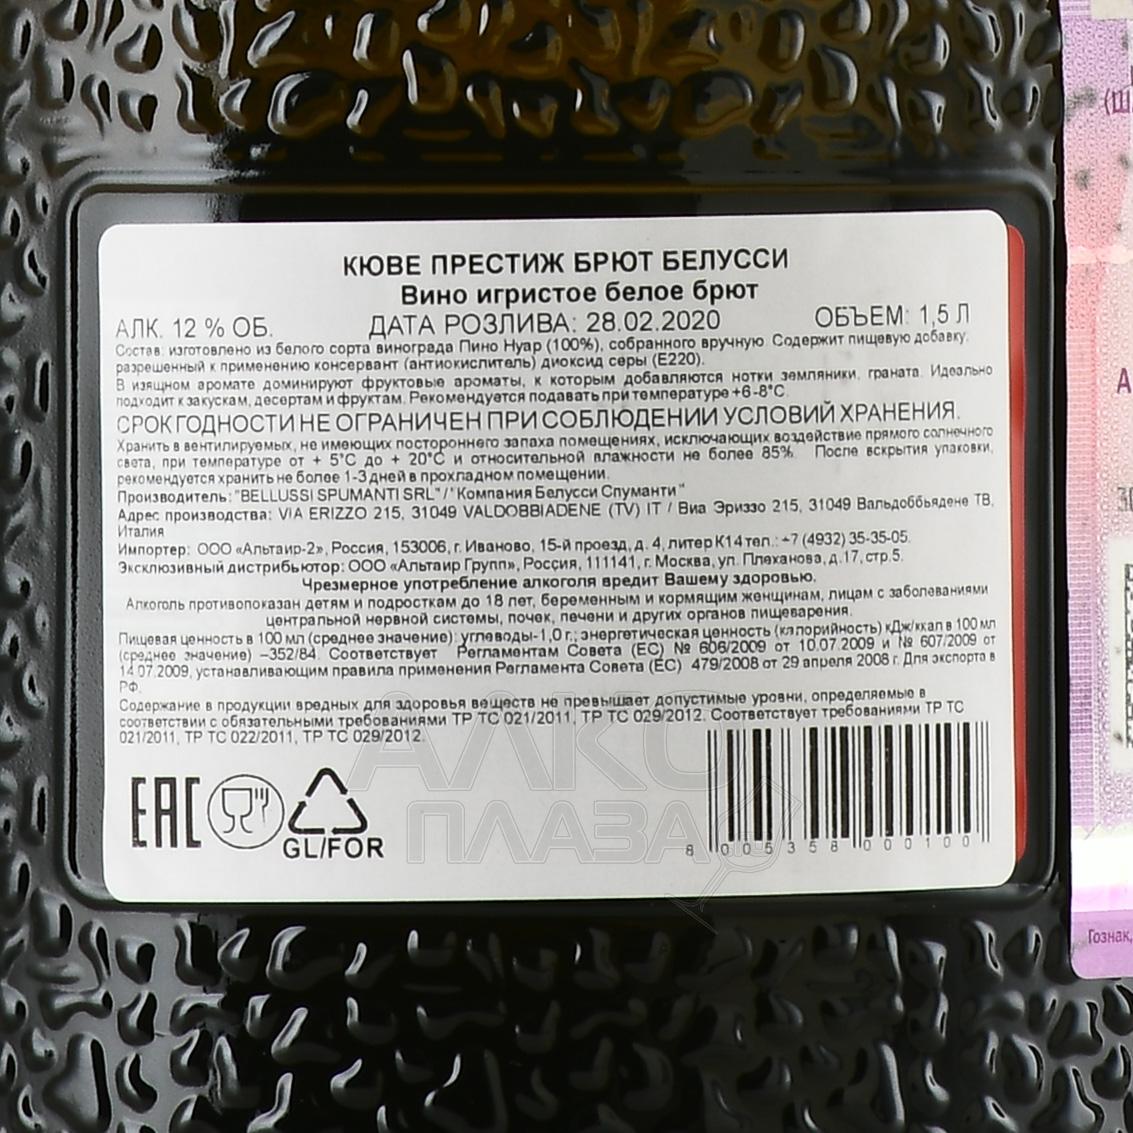 КЮВЕ ПРЕСТИЖ БРЮТ БЕЛУССИ
Вино игристое белое брют
АЛК. 12 % ОБ. ДАТА РОЗЛИВА: 28.02.2020 ОБЪЕМ: 1,5 Л
Состав: изготовлено из белого сорта винограда Пино Нуар (100%), собранного вручную. Содержит пищевую добавку,
разрешенный к применению консервант (антиокислитель) диоксид серы (Е220).
В изящном аромате доминируют фруктовые ароматы, к которым добавляются нотки земляники, граната. Идеально
подходит к закускам, десертам и фруктам. Рекомендуется подавать при температуре +6-8°С.
СРОК ГОДНОСТИ НЕ ОГРАНИЧЕН ПРИ СОБЛЮДЕНИИ УСЛОВИЙ ХРАНЕНИЯ.
Хранить в вентилируемых, не имеющих постороннего запаха помещениях, исключающих воздействие прямого солнечного
света, при температуре от + 5°С до + 20°С и относительной влажности не более 85%. После вскрытия упаковки,
рекомендуется хранить не более 1-3 дней в прохладном помещении.
Производитель: "BELLUSSI SPUMANTI SRL" / "Компания Белусси Спуманти"
Адрес производства: VIA ERIZZO 215, 31049 VALDOBBIADENE (TV) IT / Виа Эриззо 215, 31049 Вальдоббьядене ТВ,
Италия
Импортер: ООО «Альтаир-2», Россия, 153006, г. Иваново, 15-й проезд, д. 4, литер К14 тел.: +7 (4932) 35-35-05.
Эксклюзивный дистрибьютор: ООО «Альтаир Групп», Россия, 111141, г. Москва, ул. Плеханова, д.17, стр.5.
Чрезмерное употребление алкоголя вредит Вашему здоровью.
Алкоголь противопоказан детям и подросткам до 18 лет, беременным и кормящим женщинам, лицам с заболеваниями
центральной нервной системы, почек, печени и других органов пищеварения.
Пищевая ценность в 100 мл (среднее значение): углеводы-1,0 г.; энергетическая ценность (калорийность) кДж/ккал в 100 мл
(среднее значение) –352/84. Соответствует Регламентам Совета (ЕС) № 606/2009 от 10.07.2009 и № 607/2009 от
14.07.2009, устанавливающим правила применения Регламента Совета (ЕС) 479/2008 от 29 апреля 2008 г. Для экспорта в
РФ.
Содержание в продукции вредных для здоровья веществ не превышает допустимые уровни, определяемые в
соответствии с обязательными требованиями ТР ТС 021/2011, ТР ТС 029/2012. Соответствует требованиями ТР ТС
021/2011, ТР ТС 022/2011, ТР ТС 029/2012.
EAC
GL/FOR
8 005358 000100
АЛКО
ПЛАЗА
(Ш
А
Гознак,